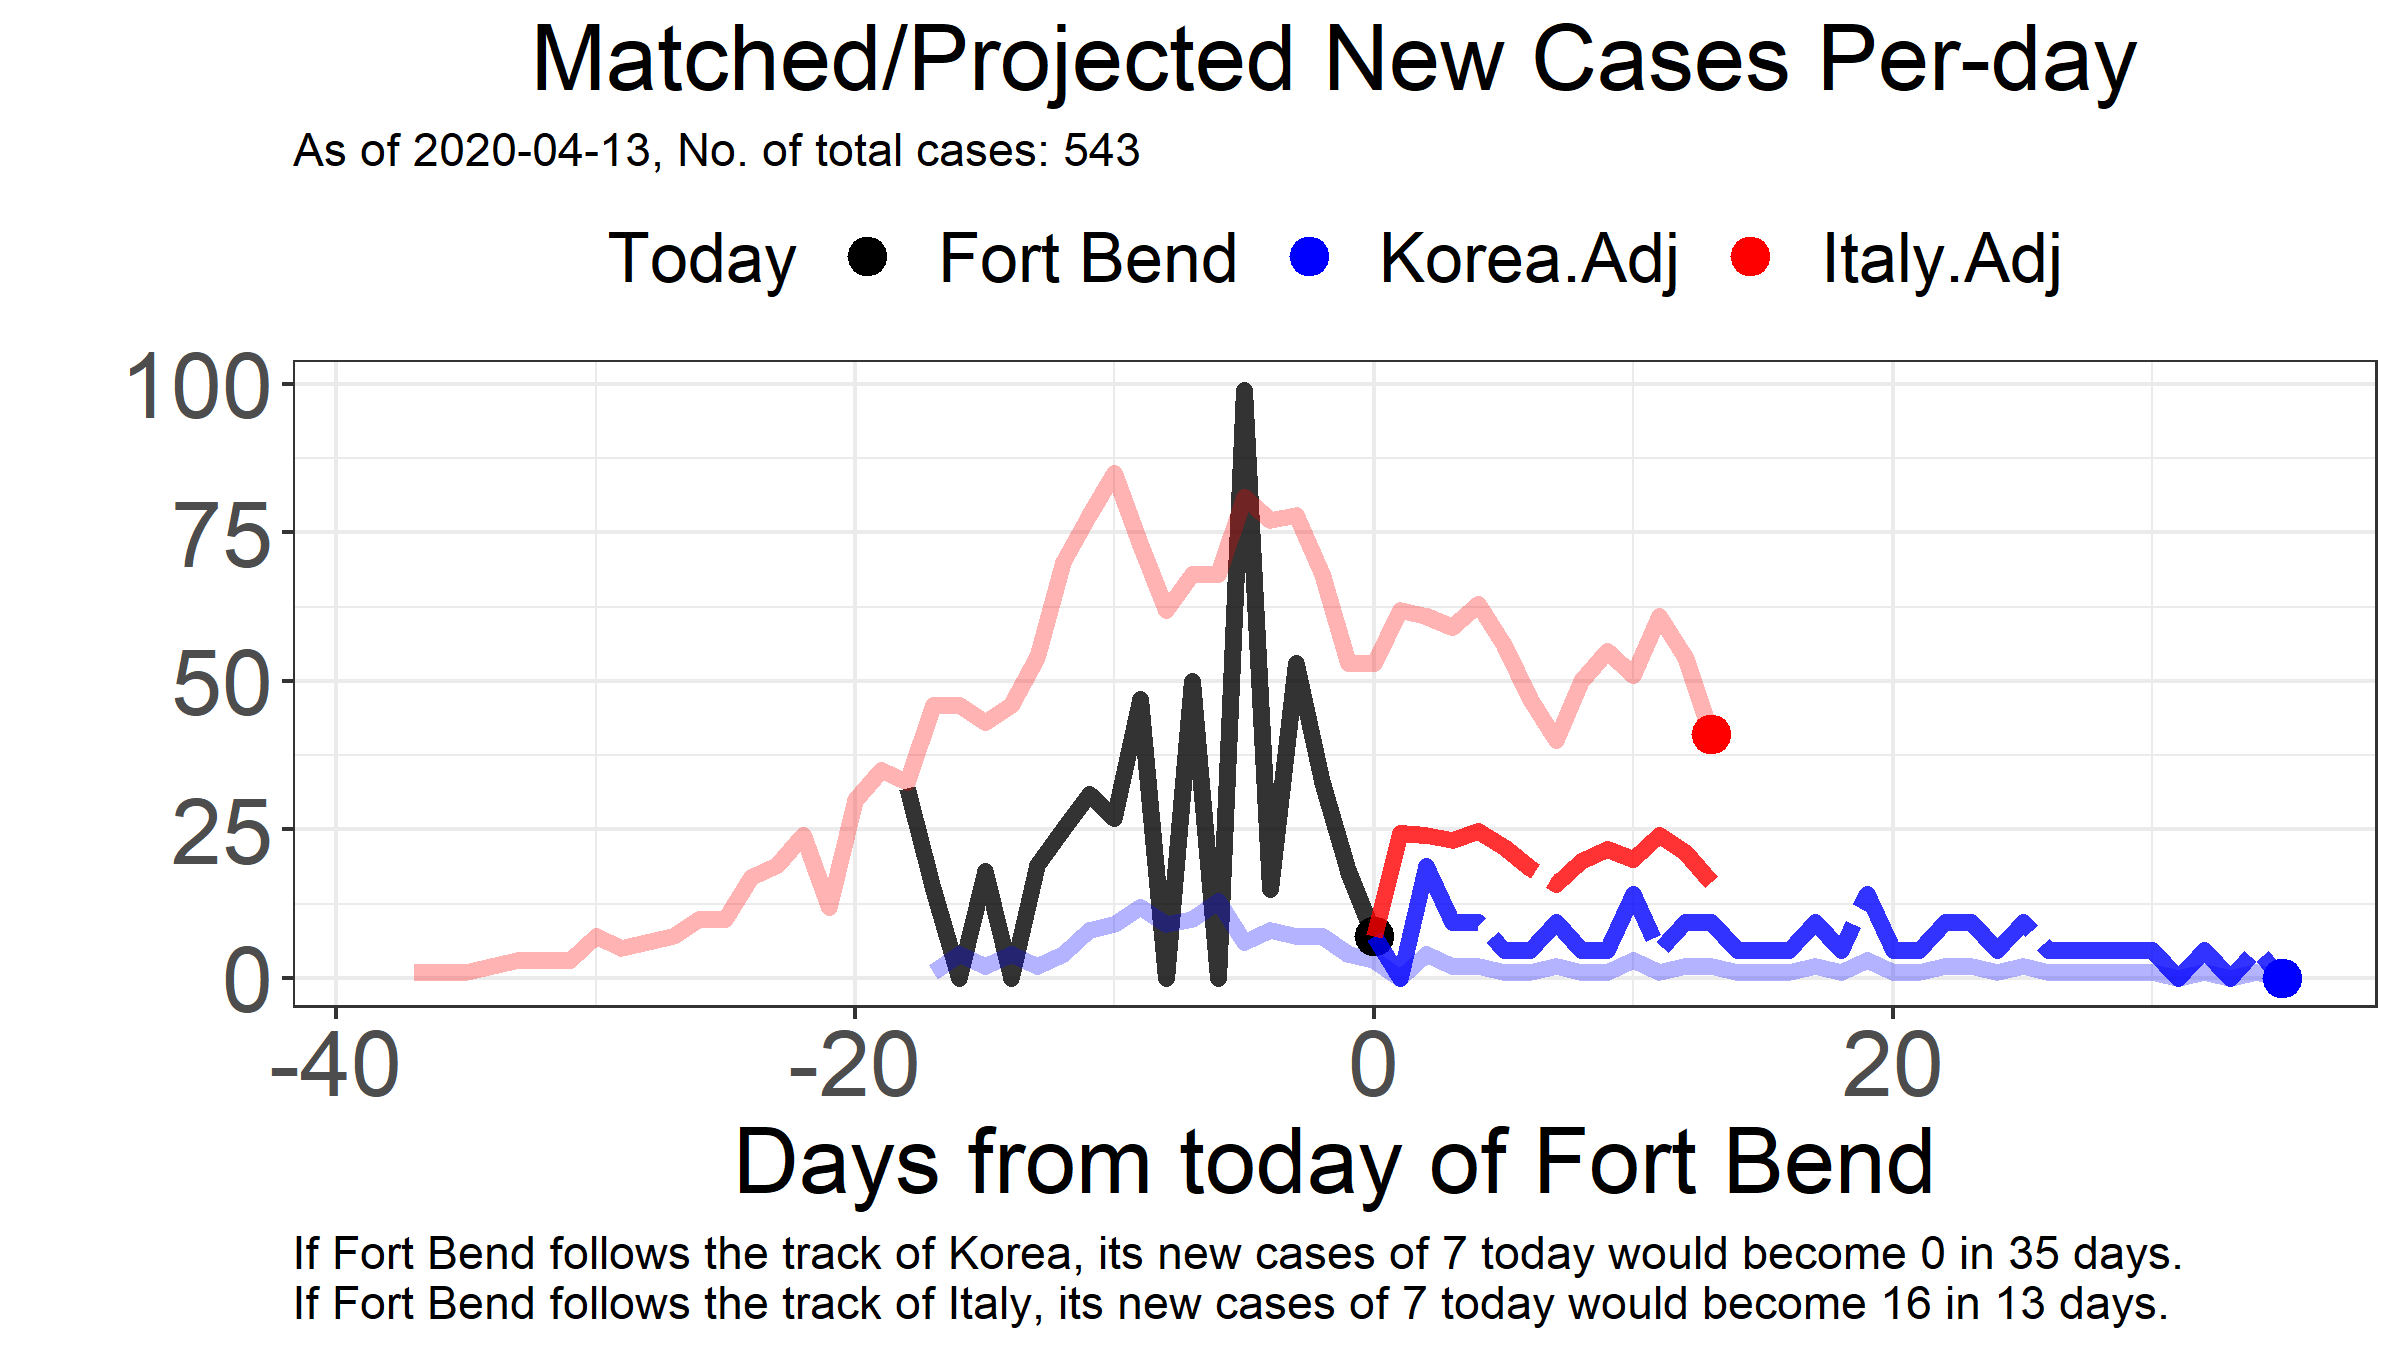 Matched/Projected New Cases Per-day
As of 2020-04-13, No. of total cases: 543
Today Fort Bend Korea.Adj Italy.Adj
100
75
50
25
0
-40 -20 0 20
Days from today of Fort Bend
If Fort Bend follows the track of Korea, its new cases of 7 today would become 0 in 35 days.
If Fort Bend follows the track of Italy, its new cases of 7 today would become 16 in 13 days.